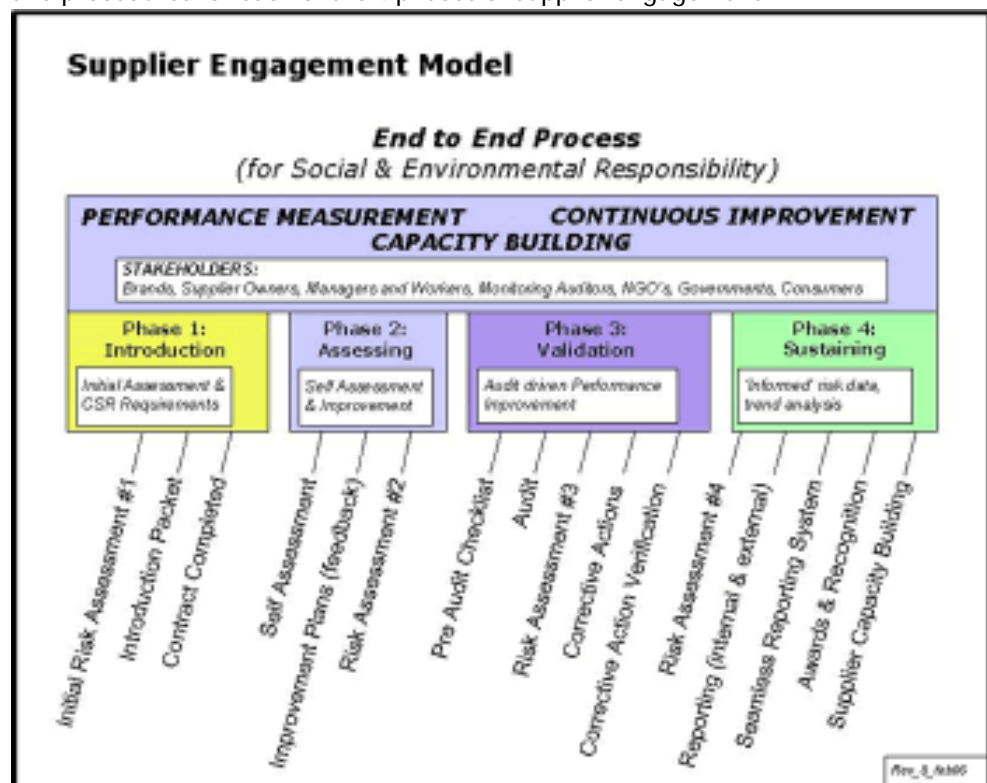 Supplier Engagement Model
End to End Process
(for Social & Environmental Responsibility)
PERFORMANCE MEASUREMENT CONTINUOUS IMPROVEMENT
CAPACITY BUILDING
STAKEHOLDERS:
Brands, Supplier Owners, Managers and Workers, Monitoring Auditors, NGO's, Governments, Consumers
Phase 1:
Introduction
Initial Assessment &
CSR Requirements
Phase 2:
Assessing
Self Assessment
& Improvement
Phase 3:
Validation
Audit driven Performance
Improvement
Phase 4:
Sustaining
'Informed' risk data,
trend analysis
Initial Risk Assessment #1
Introduction Packet
Contract Completed
Self Assessment
Improvement Plans (feedback)
Risk Assessment #2
Pre Audit Checklist
Audit
Risk Assessment #3
Corrective Actions
Corrective Action Verification
Risk Assessment #4
Reporting (internal & external)
Seamless Reporting System
Awards & Recognition
Supplier Capacity Building